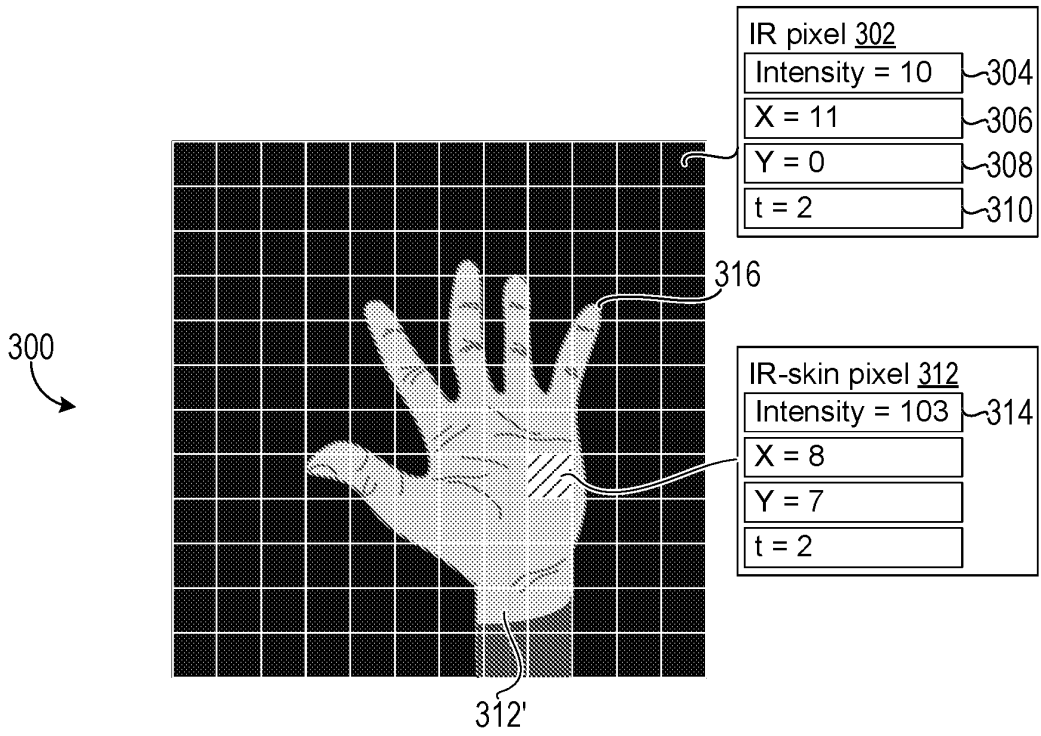 IR pixel 302
Intensity = 10 304
X = 11 306
Y = 0 308
t = 2 310
316
300
IR-skin pixel 312
Intensity = 103 314
X = 8
Y = 7
t = 2
312'